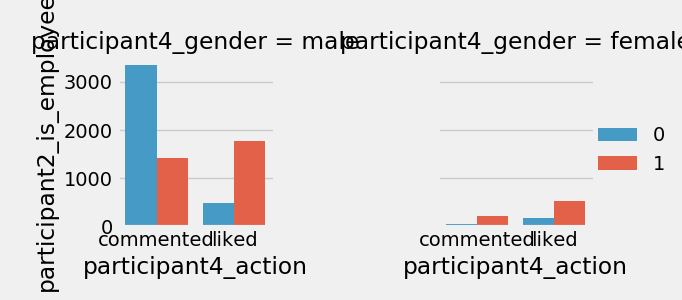 participant4_gender = male
participant4_gender = female
participant2_is_employee
3000
2000
1000
0
commented
liked
commented
liked
participant4_action
participant4_action
0
1